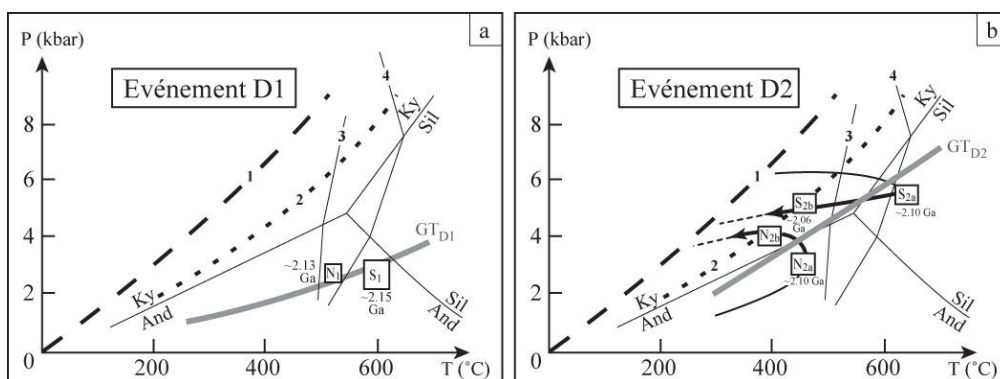 P (kbar)
a
Evénement D1
4
8
Ky
Sil
3
6
1
2
GTD1
4
~2.13
Ga
N1
S1
~2.15
Ga
2
Ky
And
Sil
And
0
200
400
600
T (˚C)
P (kbar)
b
Evénement D2
4
8
Ky
Sil
3
GTD2
6
1
S2b
S2a
~2.06
Ga
~2.10 Ga
4
N2b
2
N2a
~2.10 Ga
2
Ky
And
Sil
And
0
200
400
600
T (˚C)